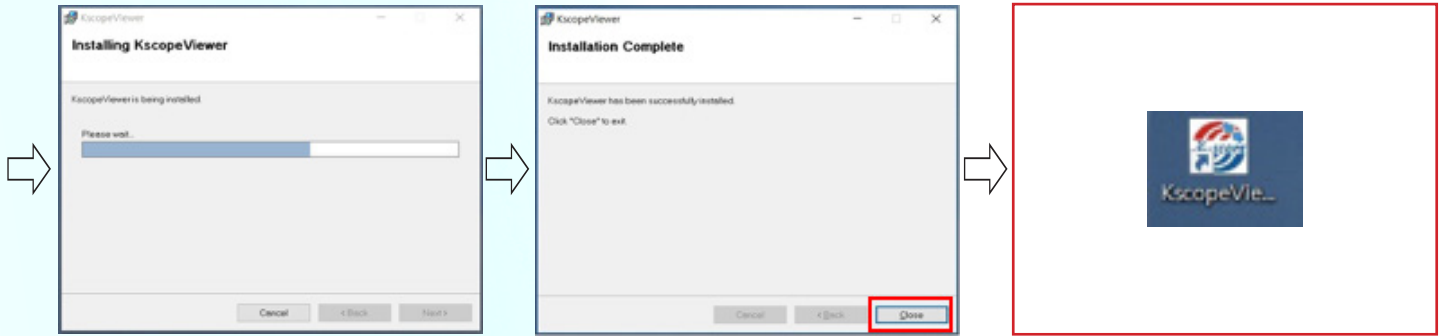 KscopeViewer
Installing KscopeViewer
KscopeViewer is being installed.
Please wait...
Cancel
< Back
Next >
KscopeViewer
Installation Complete
KscopeViewer has been successfully installed.
Click "Close" to exit.
Cancel
< Back
Close
KscopeVie...